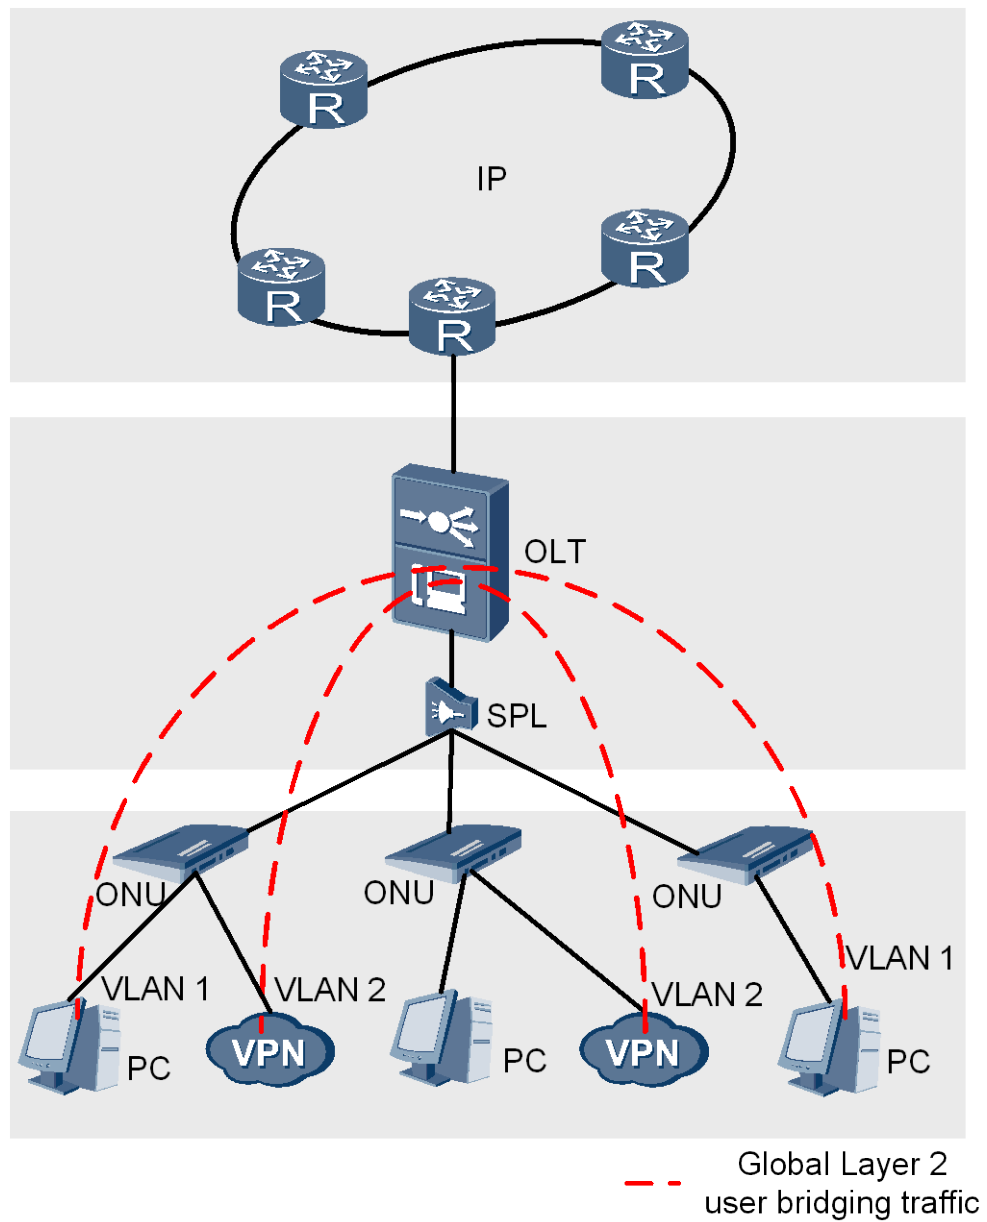 R
R
IP
R
R
R
OLT
SPL
ONU
ONU
ONU
VLAN 1
VLAN 2
VLAN 2
VLAN 1
PC
VPN
PC
VPN
PC
Global Layer 2
user bridging traffic